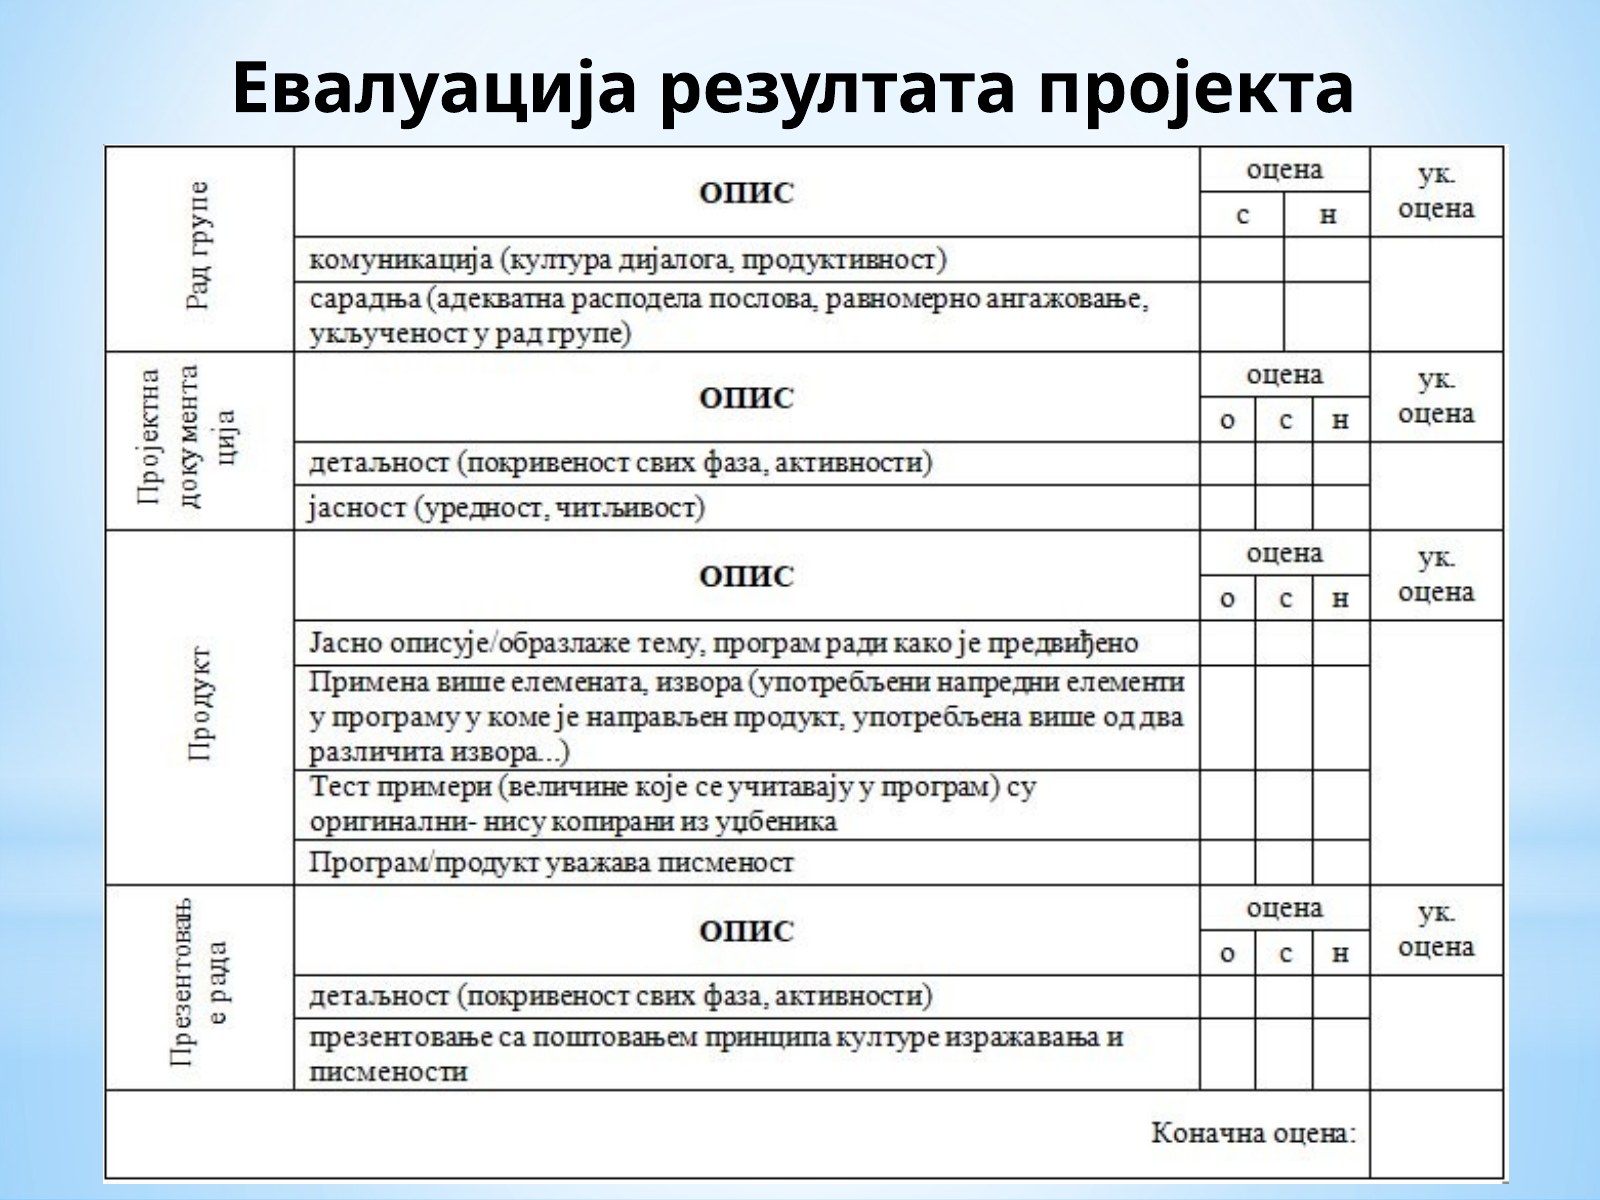 Евалуација резултата пројекта
Рад групе
ОПИС
оцена
ук.
оцена
с н
комуникација (култура дијалога, продуктивност)
сарадња (адекватна расподела послова, равномерно ангажовање,
укљученост у рад групе)
Пројектна
документа
ција
ОПИС
оцена
ук.
оцена
о с н
детаљност (покривеност свих фаза, активности)
јасност (уредност, читљивост)
Продукт
ОПИС
оцена
ук.
оцена
о с н
Јасно описује/образлаже тему, програм ради како је предвиђено
Примена више елемената, извора (употребљени напредни елементи
у програму у коме је направљен продукт, употребљена више од два
различита извора...)
Тест примери (величине које се учитавају у програм) су
оригинални- нису копирани из уџбеника
Програм/продукт уважава писменост
Презентовањ
е рада
ОПИС
оцена
ук.
оцена
о с н
детаљност (покривеност свих фаза, активности)
презентовање са поштовањем принципа културе изражавања и
писмености
Коначна оцена: